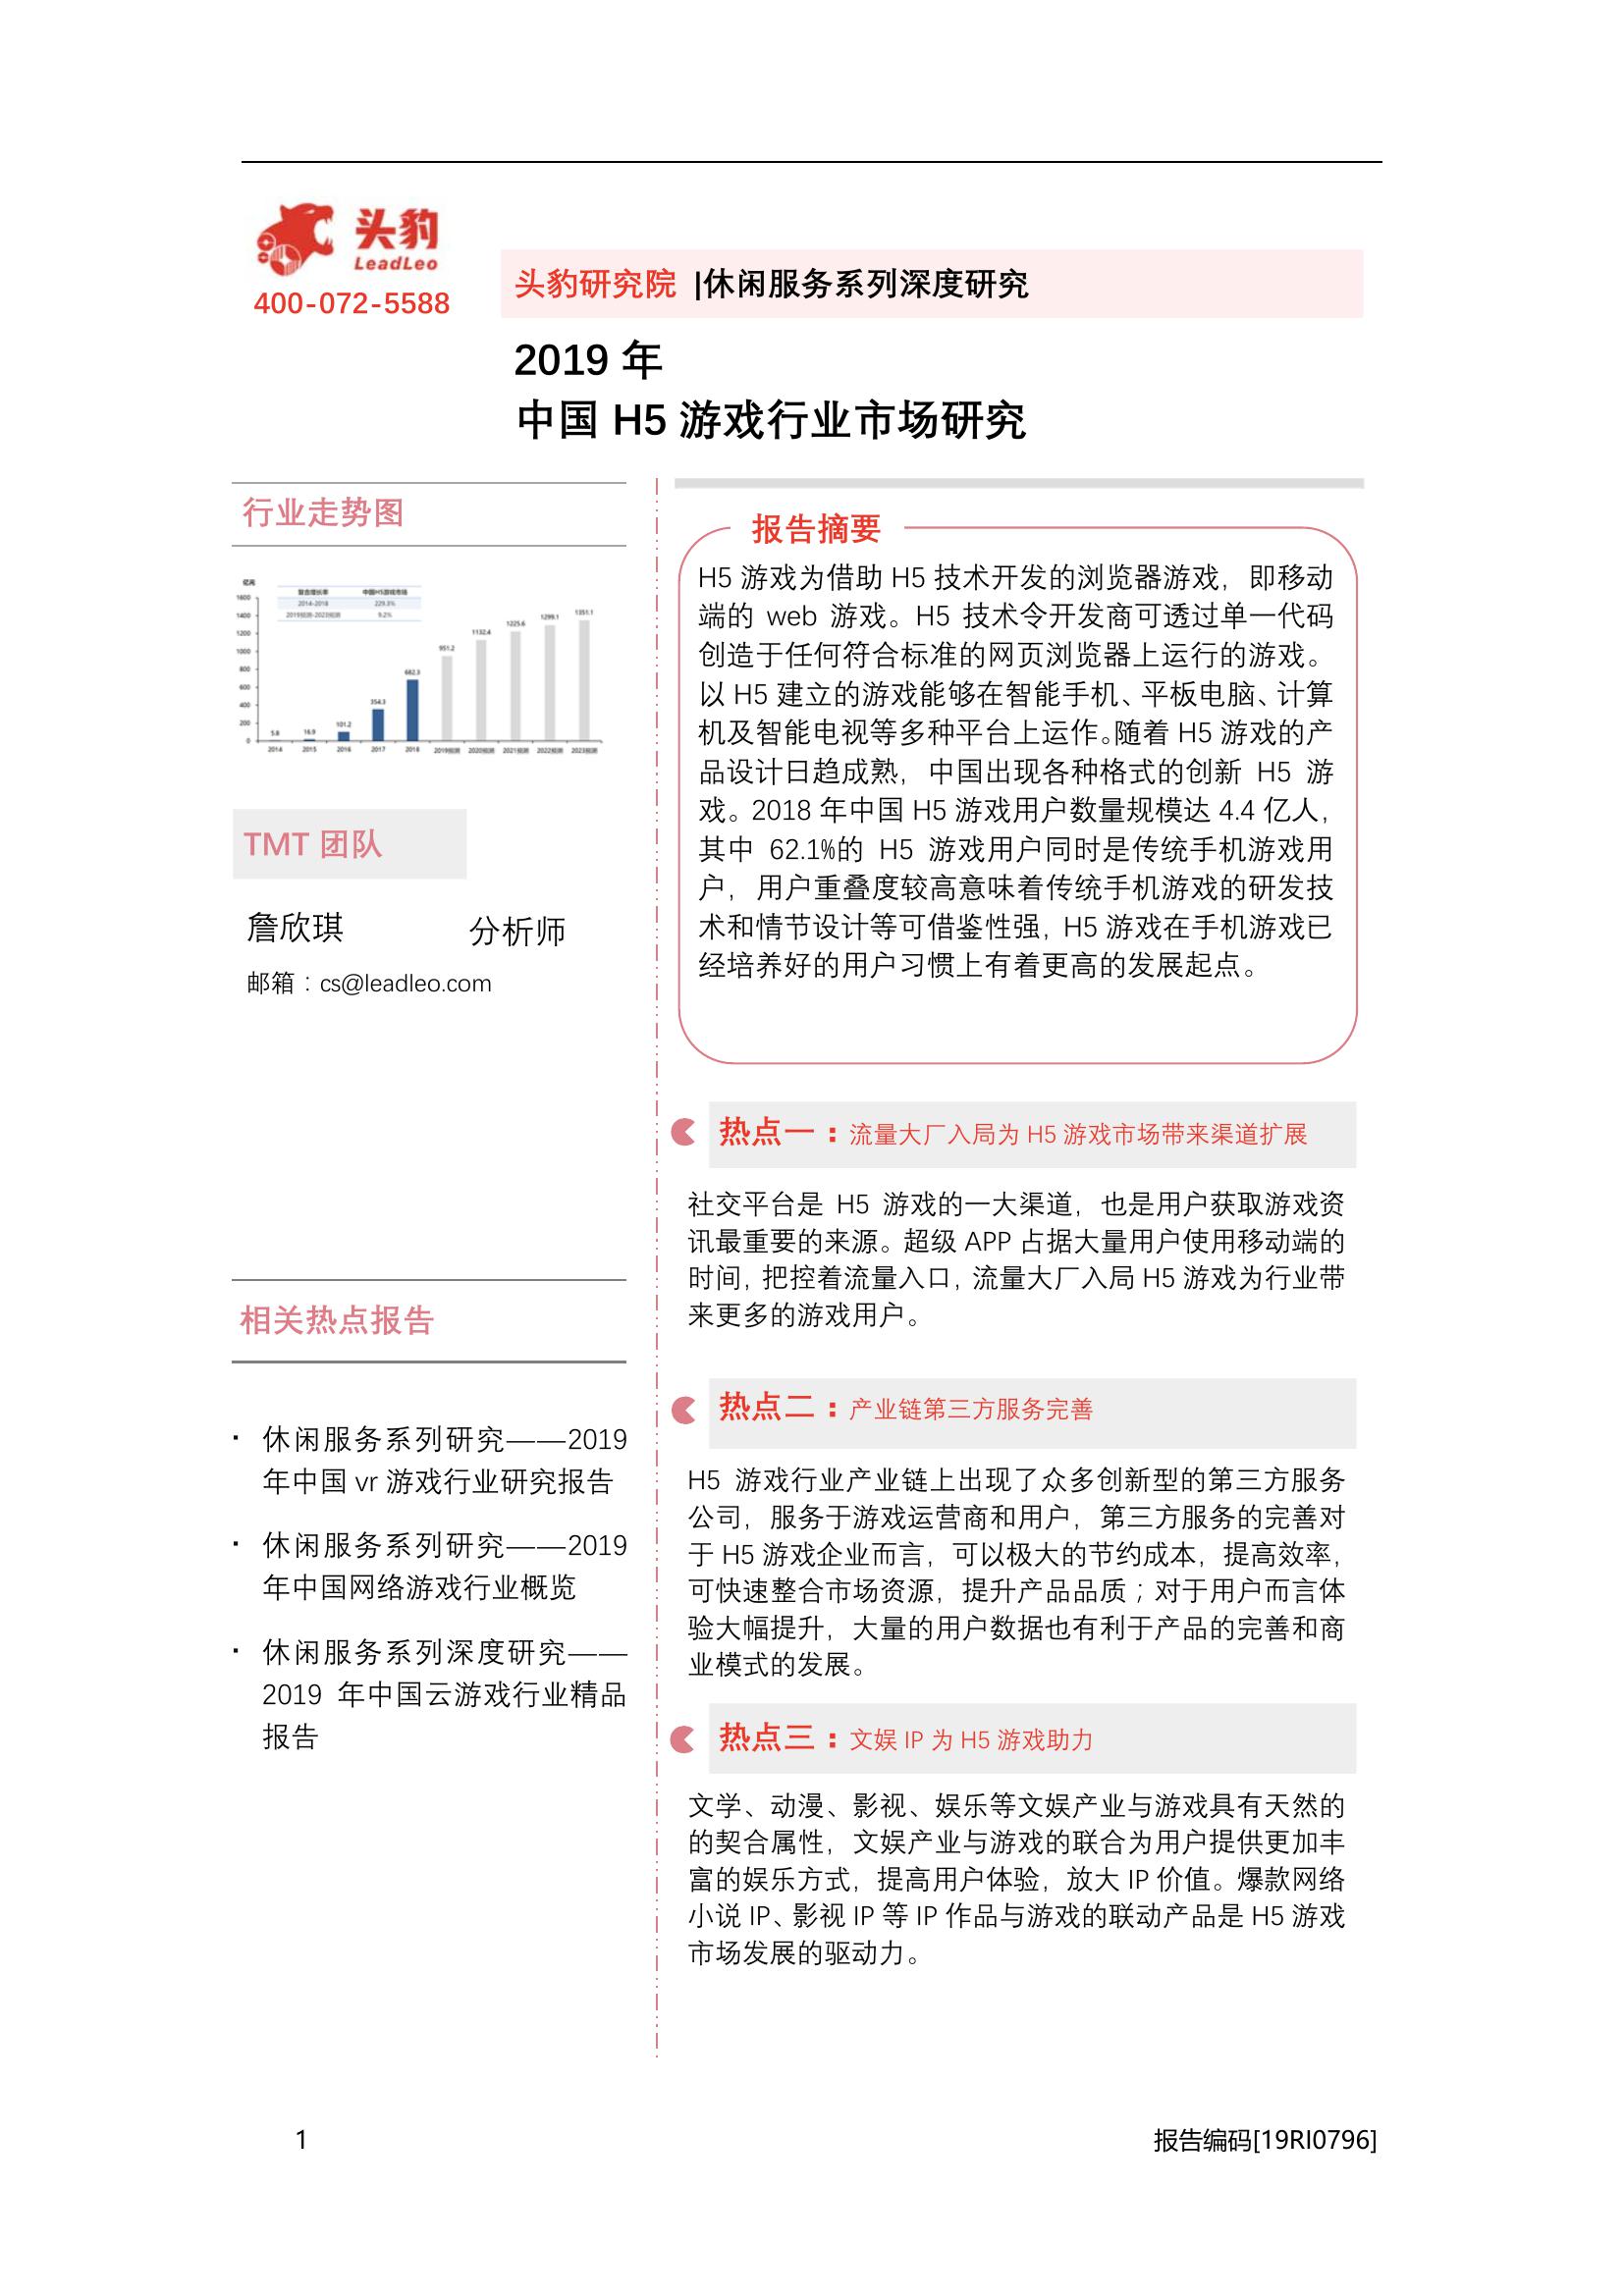 头豹
LeadLeo
400-072-5588
头豹研究院 |休闲服务系列深度研究
2019 年
中国 H5 游戏行业市场研究
行业走势图
亿元
复合增长率 中国H5游戏市场
2014-2018 229.3%
2019预测-2023预测 9.2%
1600
1400
1200
1000
800
600
400
200
0
5.8 16.9 101.2 354.3 682.3 951.2 1132.4 1225.6 1299.1 1351.1
2014 2015 2016 2017 2018 2019预测 2020预测 2021预测 2022预测 2023预测
TMT 团队
詹欣琪 分析师
邮箱：cs@leadleo.com
相关热点报告
· 休闲服务系列研究——2019
年中国 vr 游戏行业研究报告
· 休闲服务系列研究——2019
年中国网络游戏行业概览
· 休闲服务系列深度研究——
2019 年中国云游戏行业精品
报告
报告摘要
H5 游戏为借助 H5 技术开发的浏览器游戏，即移动
端的 web 游戏。H5 技术令开发商可透过单一代码
创造于任何符合标准的网页浏览器上运行的游戏。
以 H5 建立的游戏能够在智能手机、平板电脑、计算
机及智能电视等多种平台上运作。随着 H5 游戏的产
品设计日趋成熟，中国出现各种格式的创新 H5 游
戏。2018 年中国 H5 游戏用户数量规模达 4.4 亿人，
其中 62.1%的 H5 游戏用户同时是传统手机游戏用
户，用户重叠度较高意味着传统手机游戏的研发技
术和情节设计等可借鉴性强，H5 游戏在手机游戏已
经培养好的用户习惯上有着更高的发展起点。
热点一：流量大厂入局为 H5 游戏市场带来渠道扩展
社交平台是 H5 游戏的一大渠道，也是用户获取游戏资
讯最重要的来源。超级 APP 占据大量用户使用移动端的
时间，把控着流量入口，流量大厂入局 H5 游戏为行业带
来更多的游戏用户。
热点二：产业链第三方服务完善
H5 游戏行业产业链上出现了众多创新型的第三方服务
公司，服务于游戏运营商和用户，第三方服务的完善对
于 H5 游戏企业而言，可以极大的节约成本，提高效率，
可快速整合市场资源，提升产品品质；对于用户而言体
验大幅提升，大量的用户数据也有利于产品的完善和商
业模式的发展。
热点三：文娱 IP 为 H5 游戏助力
文学、动漫、影视、娱乐等文娱产业与游戏具有天然的
的契合属性，文娱产业与游戏的联合为用户提供更加丰
富的娱乐方式，提高用户体验，放大 IP 价值。爆款网络
小说 IP、影视 IP 等 IP 作品与游戏的联动产品是 H5 游戏
市场发展的驱动力。
1 报告编码[19RI0796]